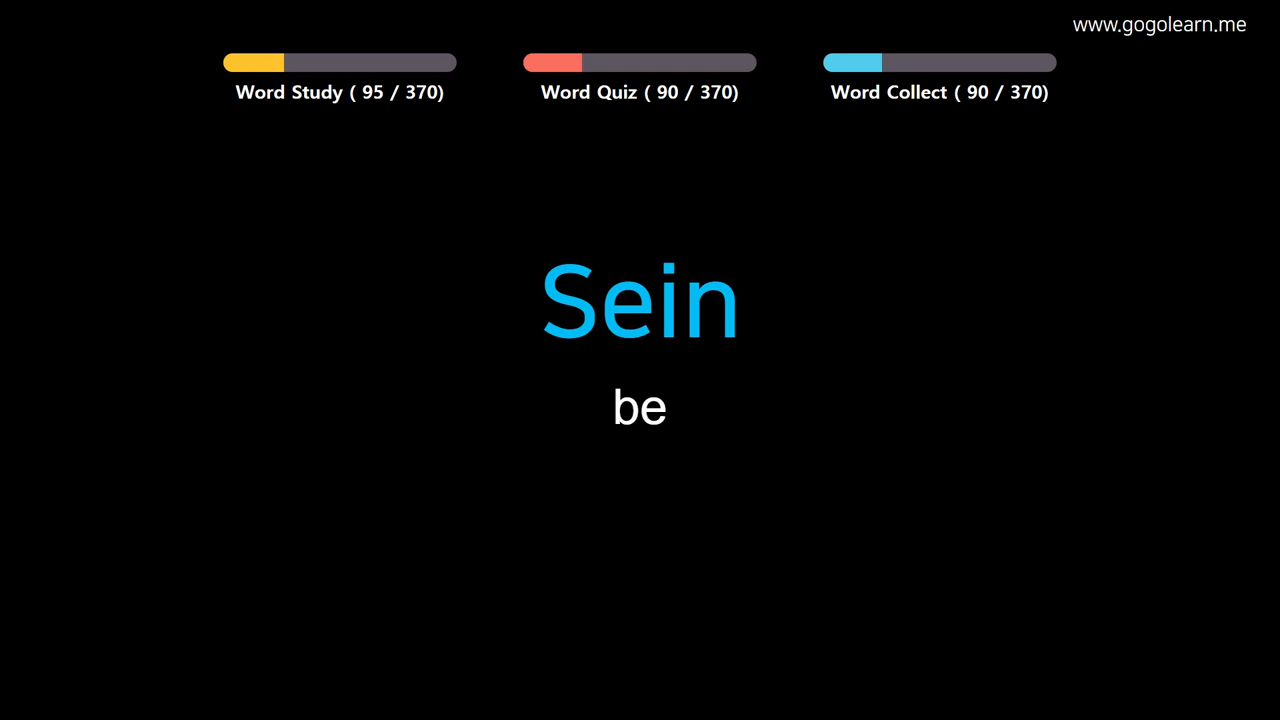 www.gogolearn.me
Word Study ( 95 / 370)
Word Quiz ( 90 / 370)
Word Collect ( 90 / 370)
Sein
be